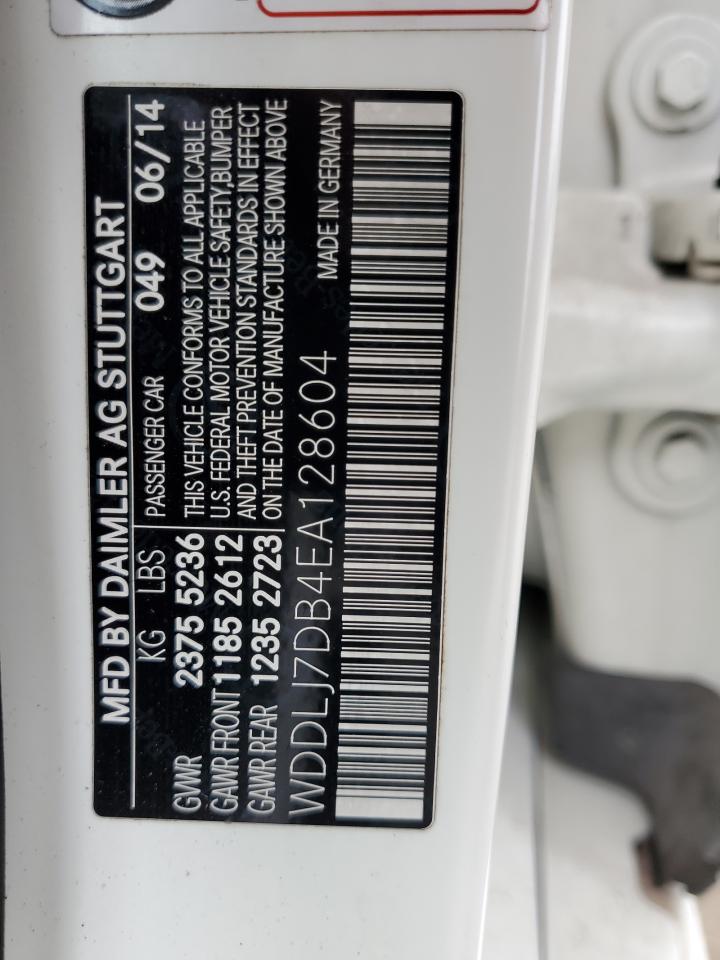 MFD BY DAIMLER AG STUTTGART
KG LBS PASSENGER CAR 049 06/14
GVWR 2375 5236 THIS VEHICLE CONFORMS TO ALL APPLICABLE
GAWR FRONT 1185 2612 U.S. FEDERAL MOTOR VEHICLE SAFETY, BUMPER
GAWR REAR 1235 2723 AND THEFT PREVENTION STANDARDS IN EFFECT
ON THE DATE OF MANUFACTURE SHOWN ABOVE
WDDLJ7DB4EA128604 MADE IN GERMANY